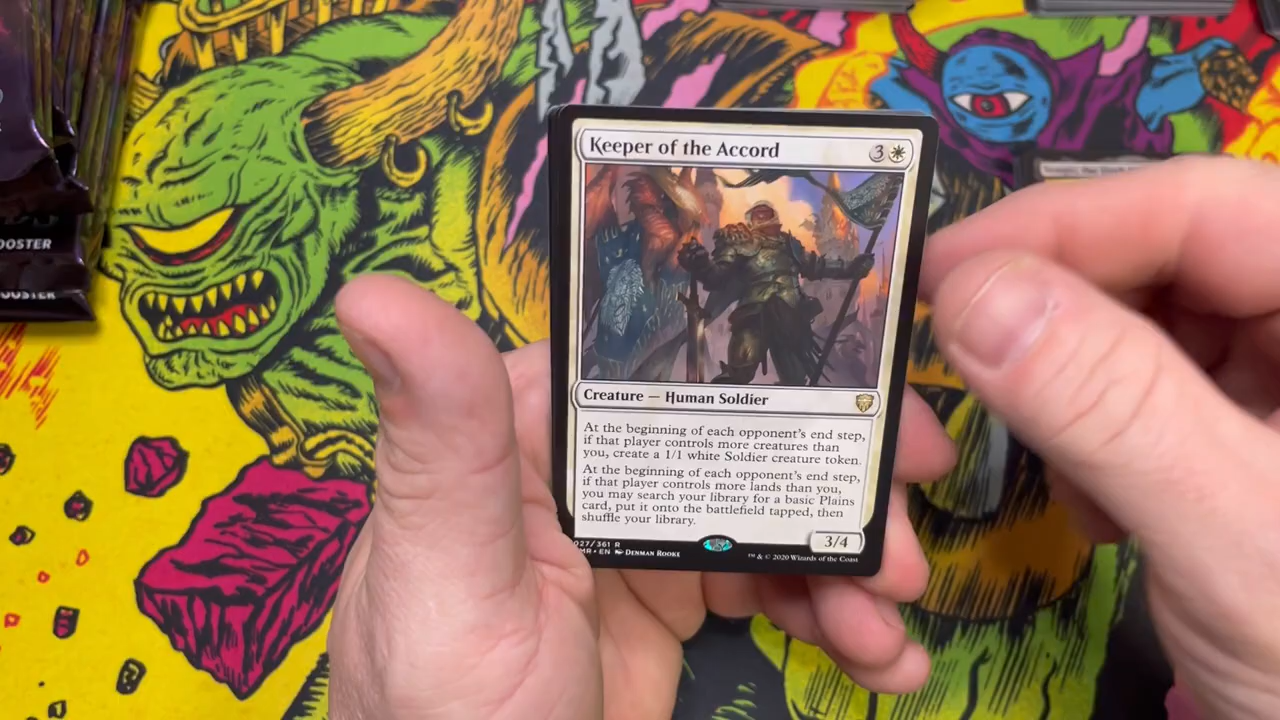 Keeper of the Accord 3
Creature — Human Soldier
At the beginning of each opponent's end step,
if that player controls more creatures than
you, create a 1/1 white Soldier creature token.
At the beginning of each opponent's end step,
if that player controls more lands than you,
you may search your library for a basic Plains
card, put it onto the battlefield tapped, then
shuffle your library.
3/4
027/361 R
MR • EN Denman Rooke
™ & © 2020 Wizards of the Coast
OOSTER
OOSTER